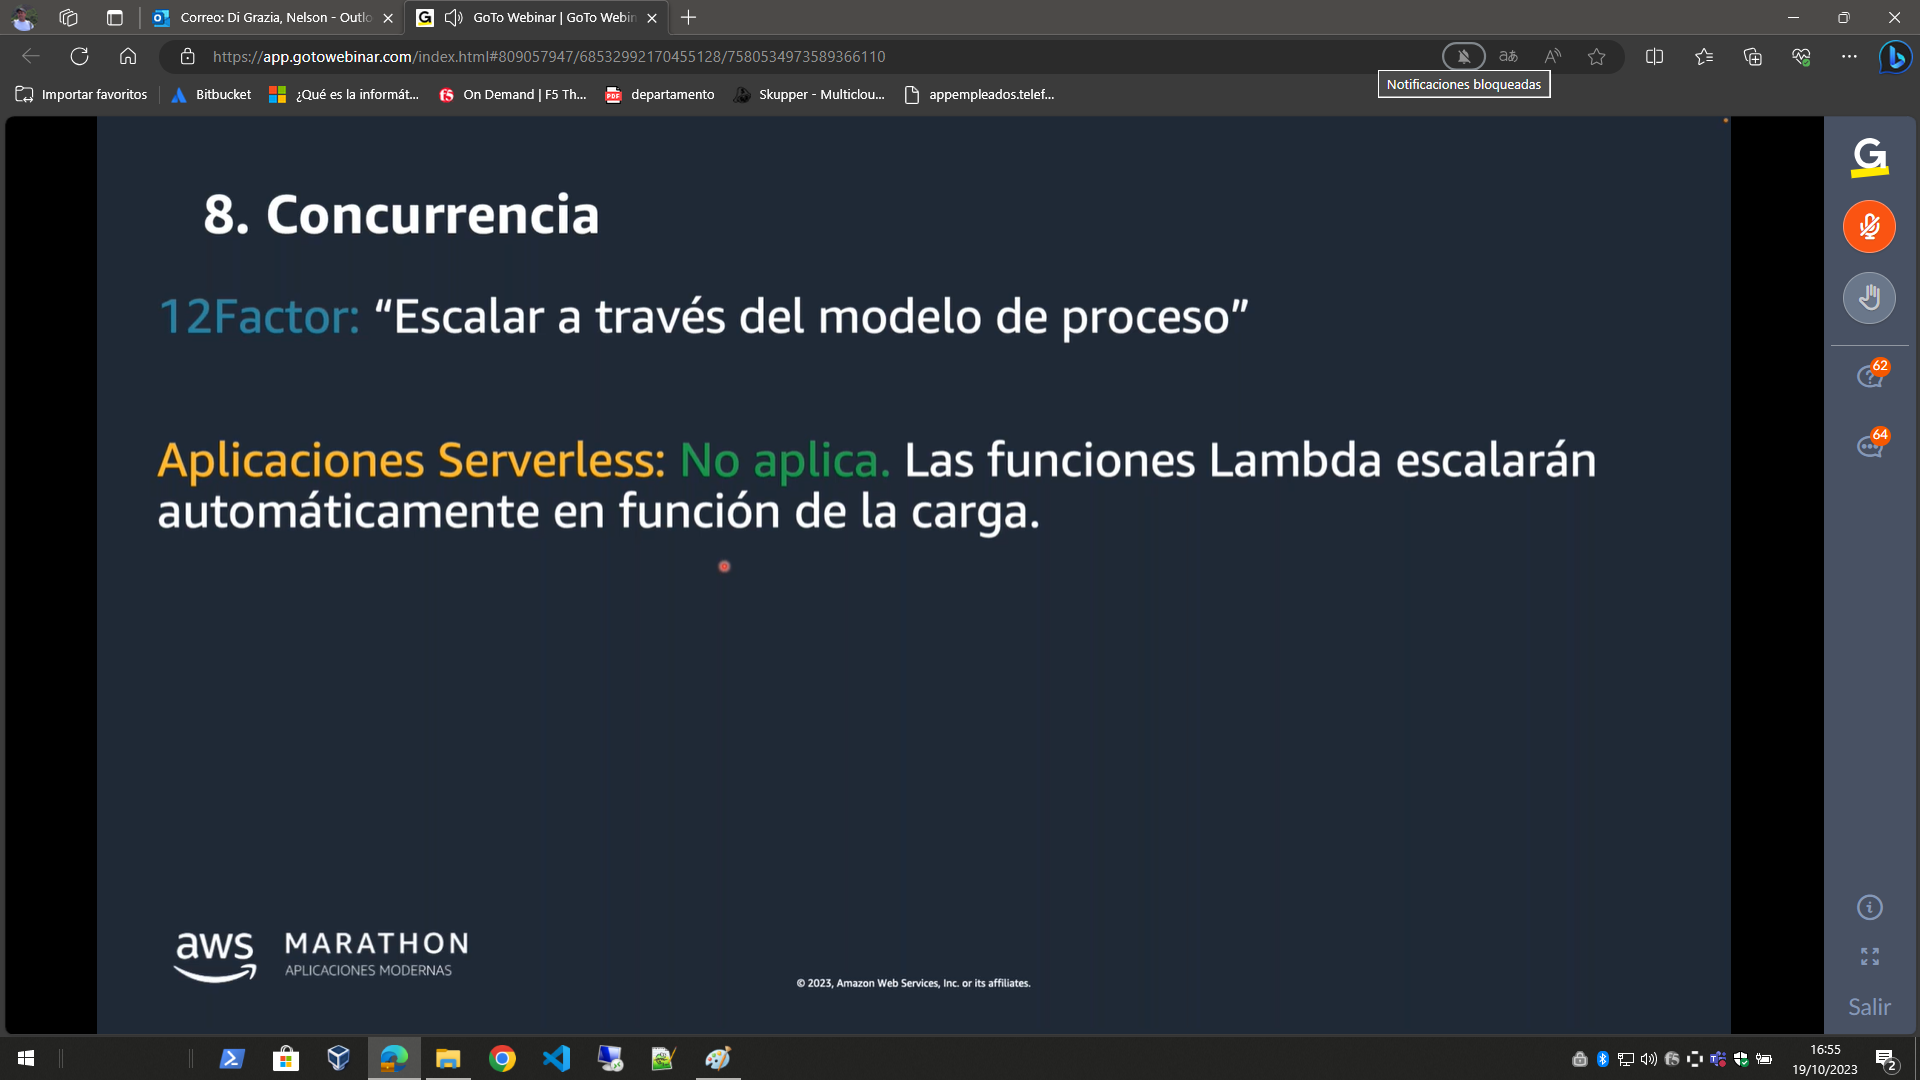 Correo: Di Grazia, Nelson - Outlo
GoTo Webinar | GoTo Webin
https://app.gotowebinar.com/index.html#809057947/68532992170455128/7580534973589366110
aあ
Notificaciones bloqueadas
Importar favoritos
Bitbucket
¿Qué es la informát...
On Demand | F5 Th...
departamento
Skupper - Multiclou...
appempleados.telef...
8. Concurrencia
12Factor: “Escalar a través del modelo de proceso”
Aplicaciones Serverless: No aplica. Las funciones Lambda escalarán
automáticamente en función de la carga.
aws MARATHON
APLICACIONES MODERNAS
© 2023, Amazon Web Services, Inc. or its affiliates.
G
62
64
Salir
16:55
19/10/2023
2